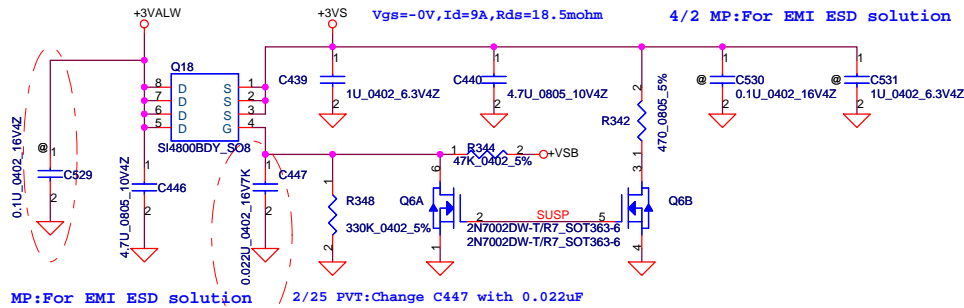 +3VALW
+3VS
Vgs=-0V,Id=9A,Rds=18.5mohm
4/2 MP:For EMI ESD solution
Q18
8 D S 1
7 D S 2
6 D S 3
5 D G 4
SI4800BDY_SO8
1
C439
1U_0402_6.3V4Z
2
1
C440
4.7U_0805_10V4Z
2
2
R342
470_0805_5%
1
1
@ C530
0.1U_0402_16V4Z
2
1
@ C531
1U_0402_6.3V4Z
2
@
1
C529
0.1U_0402_16V4Z
2
1
C446
4.7U_0805_10V4Z
2
1
C447
0.022U_0402_16V7K
2
1
R348
330K_0402_5%
2
1 R344 2
47K_0402_5%
+VSB
6
Q6A
2
1
SUSP
2N7002DW-T/R7_SOT363-6
2N7002DW-T/R7_SOT363-6
3
5
Q6B
4
MP:For EMI ESD solution
2/25 PVT:Change C447 with 0.022uF